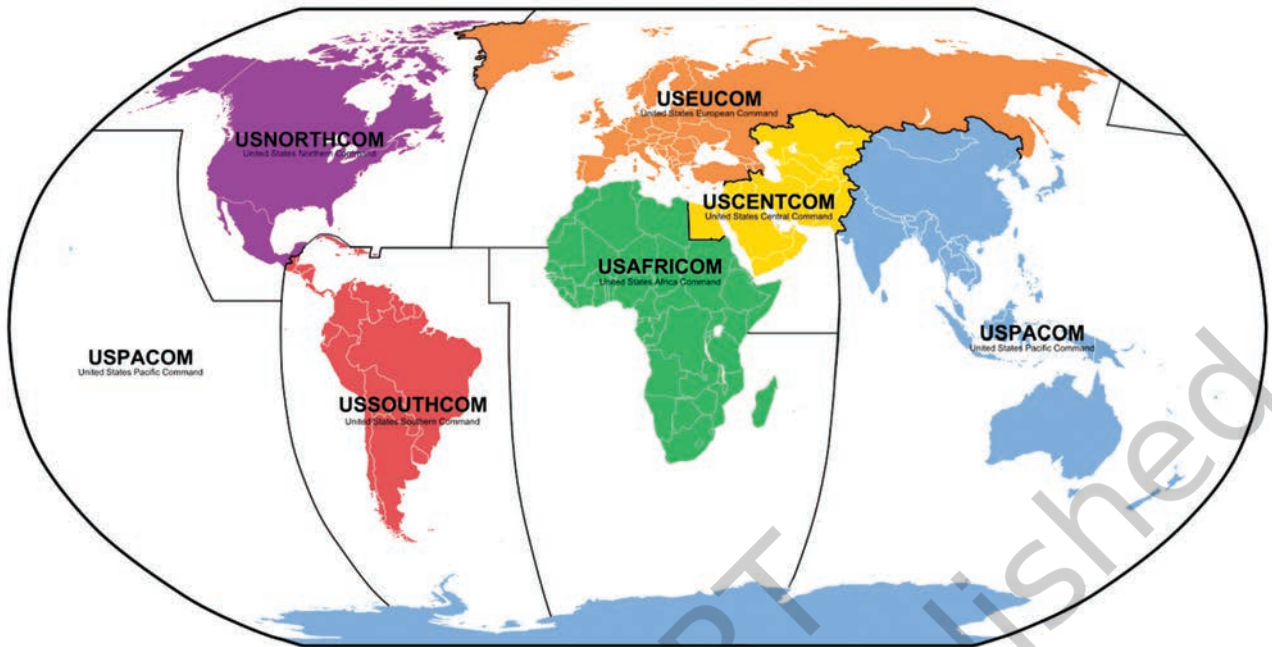 USEUCOM
United States European Command
USNORTHCOM
United States Northern Command
USCENTCOM
United States Central Command
USAFRICOM
United States Africa Command
USPACOM
United States Pacific Command
USPACOM
United States Pacific Command
USSOUTHCOM
United States Southern Command